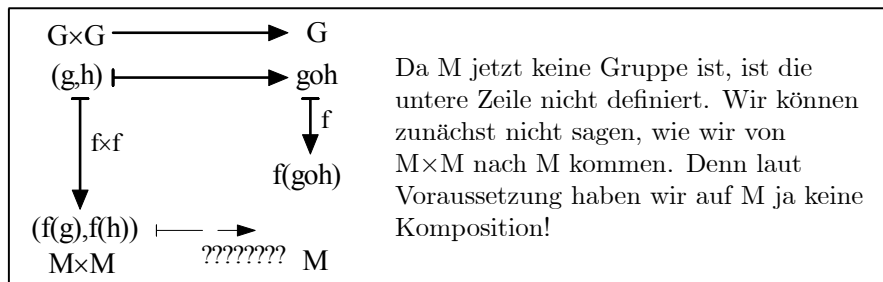 G×G G
(g,h) goh
f×f f
f(goh)
(f(g),f(h)) ????????
M×M M
Da M jetzt keine Gruppe ist, ist die
untere Zeile nicht definiert. Wir können
zunächst nicht sagen, wie wir von
M×M nach M kommen. Denn laut
Voraussetzung haben wir auf M ja keine
Komposition!